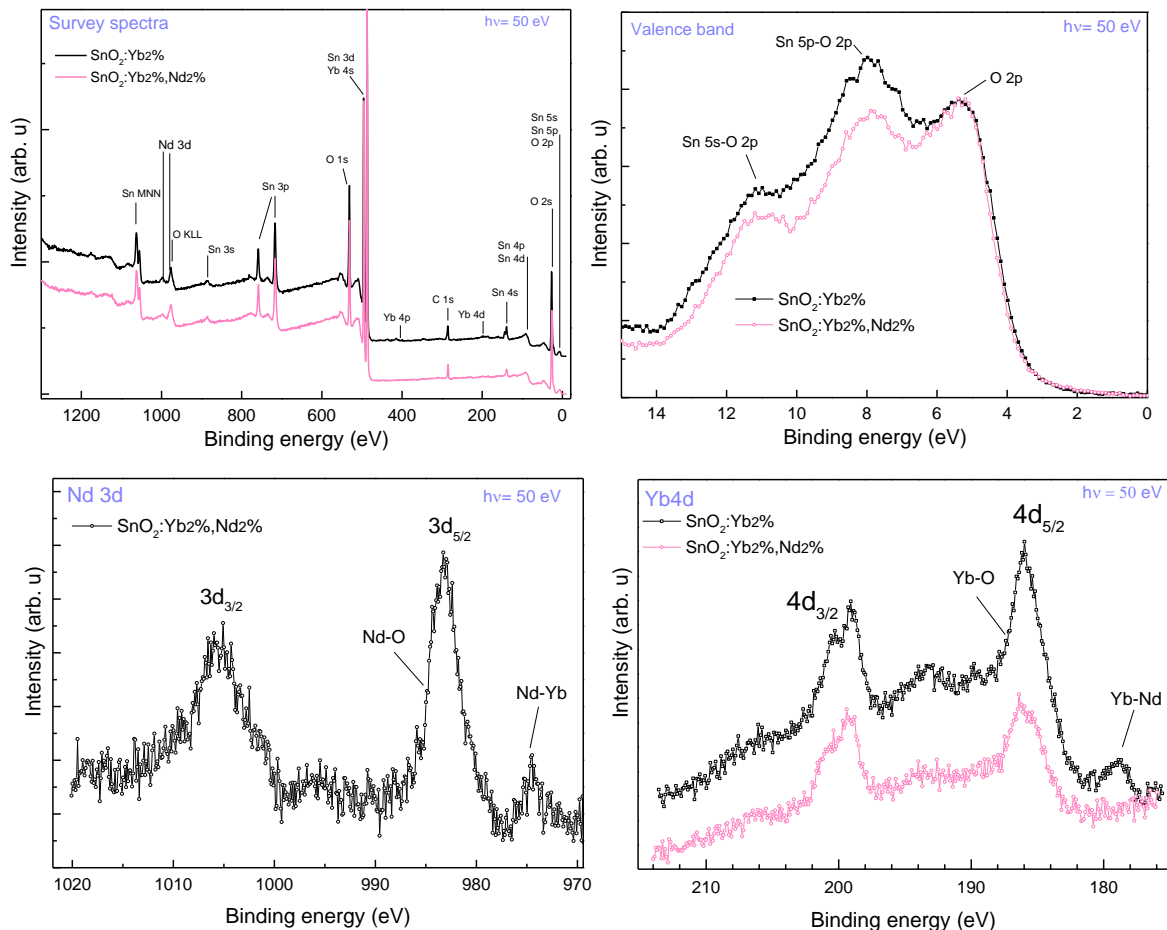 Survey spectra
hν= 50 eV
SnO₂:Yb2%
SnO₂:Yb2%,Nd2%
Sn 3d
Yb 4s
Sn 5s
Sn 5p
O 2p
Nd 3d
O 1s
Sn MNN
Sn 3p
O 2s
O KLL
Sn 3s
Sn 4p
Sn 4d
C 1s
Sn 4s
Yb 4p
Yb 4d
Intensity (arb. u)
1200 1000 800 600 400 200 0
Binding energy (eV)
Valence band
hν= 50 eV
Sn 5p-O 2p
O 2p
Sn 5s-O 2p
SnO₂:Yb2%
SnO₂:Yb2%,Nd2%
Intensity (arb. u)
14 12 10 8 6 4 2 0
Binding energy (eV)
Nd 3d
hν= 50 eV
SnO₂:Yb2%,Nd2%
3d₅/₂
3d₃/₂
Nd-O
Nd-Yb
Intensity (arb. u)
1020 1010 1000 990 980 970
Binding energy (eV)
Yb4d
hν = 50 eV
SnO₂:Yb2%
SnO₂:Yb2%,Nd2%
4d₅/₂
Yb-O
4d₃/₂
Yb-Nd
Intensity (arb. u)
210 200 190 180
Binding energy (eV)